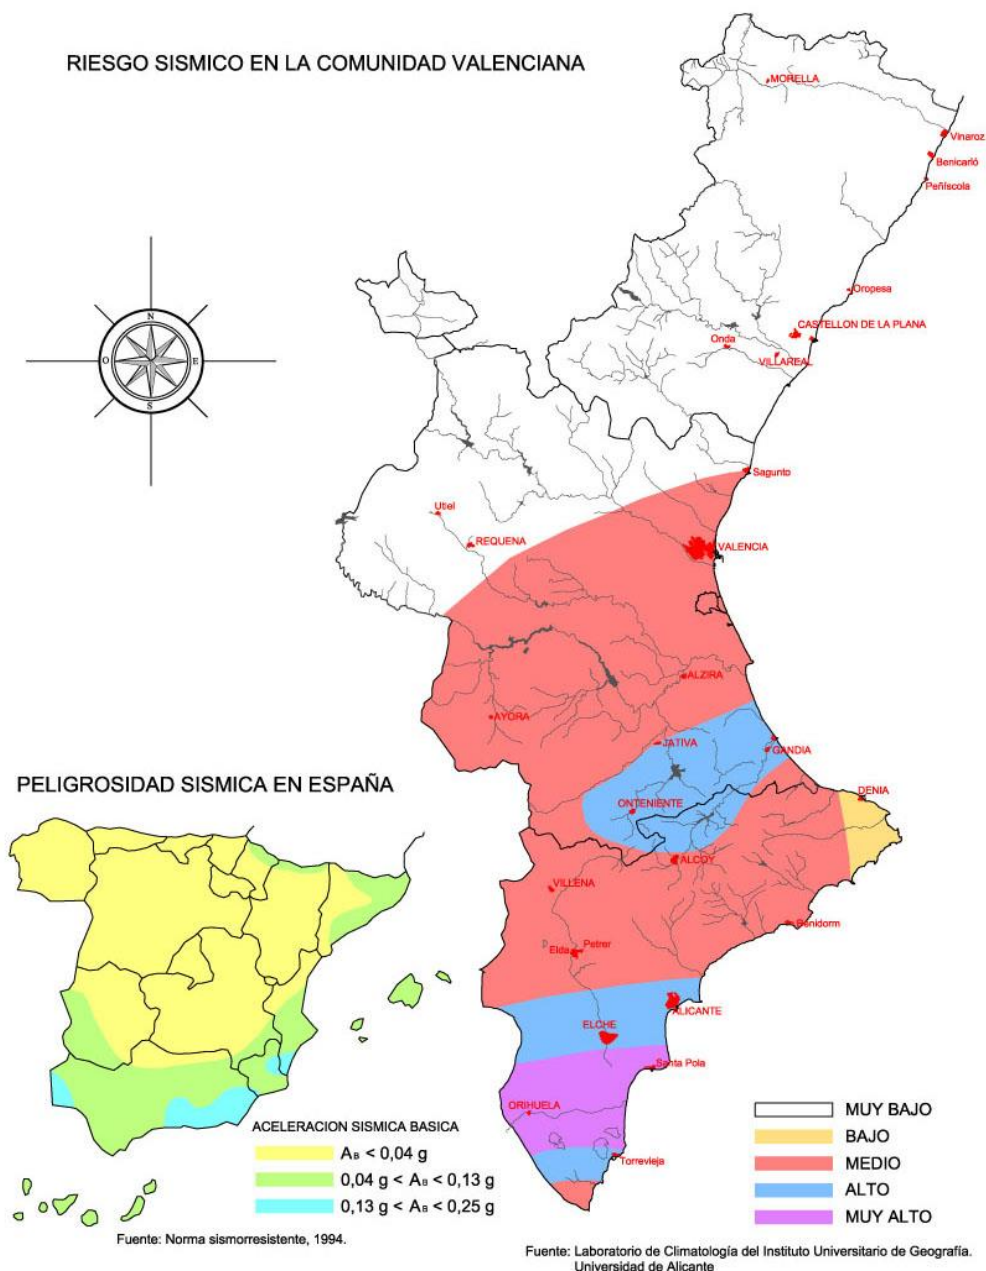 RIESGO SISMICO EN LA COMUNIDAD VALENCIANA
MORELLA
Vinaroz
Benicarló
Peñíscola
N
O
E
S
Oropesa
CASTELLON DE LA PLANA
Onda
VILLAREAL
Sagunto
Utiel
REQUENA
VALENCIA
ALZIRA
AYORA
JATIVA
GANDIA
PELIGROSIDAD SISMICA EN ESPAÑA
DENIA
ONTENIENTE
ALCOY
VILLENA
Benidorm
Elda
Petrer
ALICANTE
ELCHE
Santa Pola
ORIHUELA
Torrevieja
ACELERACION SISMICA BASICA
AB < 0,04 g
0,04 g < AB < 0,13 g
0,13 g < AB < 0,25 g
Fuente: Norma sismorresistente, 1994.
MUY BAJO
BAJO
MEDIO
ALTO
MUY ALTO
Fuente: Laboratorio de Climatología del Instituto Universitario de Geografía.
Universidad de Alicante